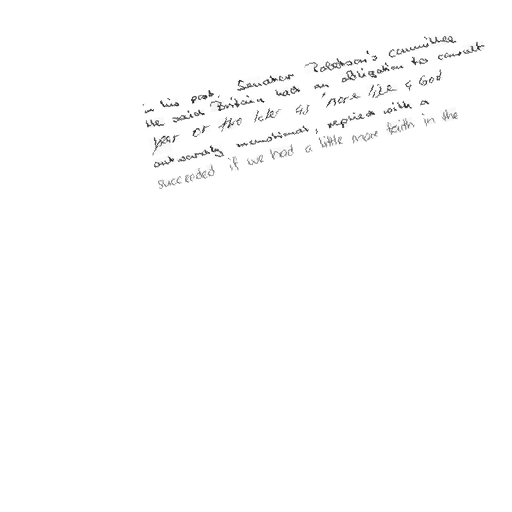 in his post. Senator Robertson's committee
He said Britain had an obligation to consult
year or two later as "more like a God
outwardly unemotional, replies with a
succeeded if we had a little more faith in the